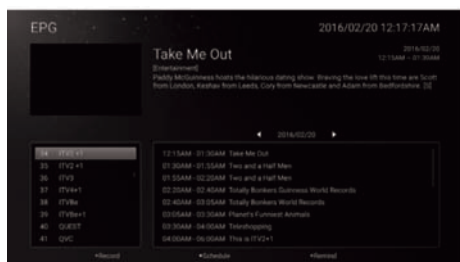 EPG
2016/02/20 12:17:17AM
Take Me Out
2016/02/20
12:15AM - 01:30AM
[Entertainment]
Paddy McGuinness hosts the hilarious dating show. Braving the love lift this time are Scott
from London, Keshav from Leeds, Cory from Newcastle and Adam from Bedfordshire. [S]
2016/02/20
34 ITV2 +1
35 ITV2 +1
36 ITV3
37 ITV4+1
38 ITVBe
39 ITVBe+1
40 QUEST
41 QVC
12:15AM - 01:30AM Take Me Out
01:30AM - 01:55AM Two and a Half Men
01:55AM - 02:20AM Two and a Half Men
02:20AM - 02:40AM Totally Bonkers Guinness World Records
02:40AM - 03:05AM Totally Bonkers World Records
03:05AM - 03:30AM Planet's Funniest Animals
03:30AM - 04:00AM Teleshopping
04:00AM - 06:00AM This is ITV2+1
Record
Schedule
Remind